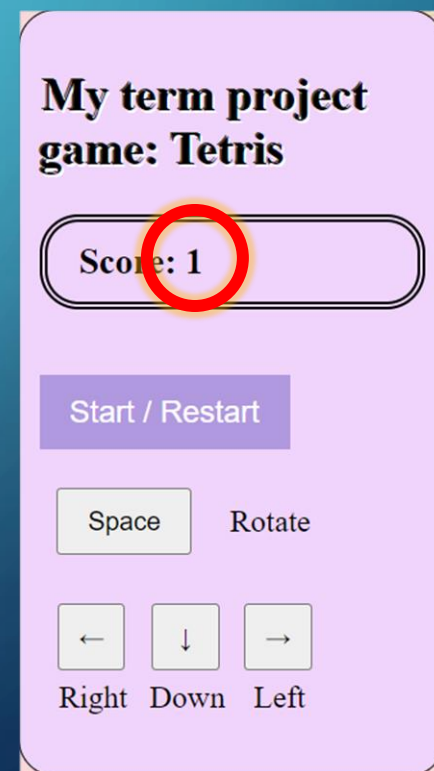 My term project
game: Tetris
Score: 1
Start / Restart
Space Rotate
← ↓ →
Right Down Left